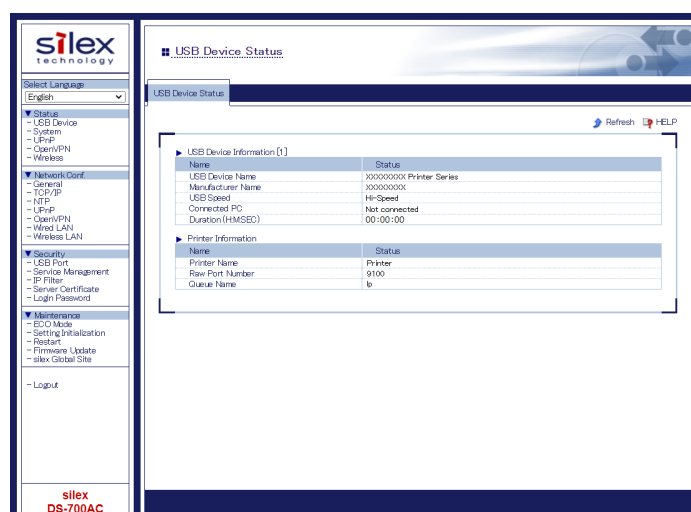 silex
technology
Select Language
English
▼ Status
- USB Device
- System
- UPnP
- OpenVPN
- Wireless
▼ Network Conf.
- General
- TCP/IP
- NTP
- UPnP
- OpenVPN
- Wired LAN
- Wireless LAN
▼ Security
- USB Port
- Service Management
- IP Filter
- Server Certificate
- Login Password
▼ Maintenance
- ECO Mode
- Setting Initialization
- Restart
- Firmware Update
- silex Global Site
- Logout
silex
DS-700AC
USB Device Status
USB Device Status
Refresh HELP
USB Device Information [1]
Name Status
USB Device Name XXXXXXXX Printer Series
Manufacturer Name XXXXXXXX
USB Speed Hi-Speed
Connected PC Not connected
Duration (H:M:SEC) 00:00:00
Printer Information
Name Status
Printer Name Printer
Raw Port Number 9100
Queue Name lp